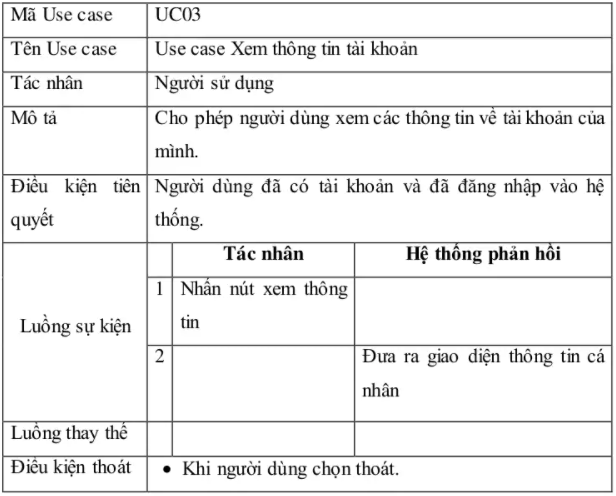 Mã Use case UC03
Tên Use case Use case Xem thông tin tài khoản
Tác nhân Người sử dụng
Mô tả Cho phép người dùng xem các thông tin về tài khoản của
mình.
Điều kiện tiên Người dùng đã có tài khoản và đã đăng nhập vào hệ
quyết thống.
Tác nhân Hệ thống phản hồi
1 Nhấn nút xem thông
tin
Luồng sự kiện
2 Đưa ra giao diện thông tin cá
nhân
Luồng thay thế
Điều kiện thoát • Khi người dùng chọn thoát.